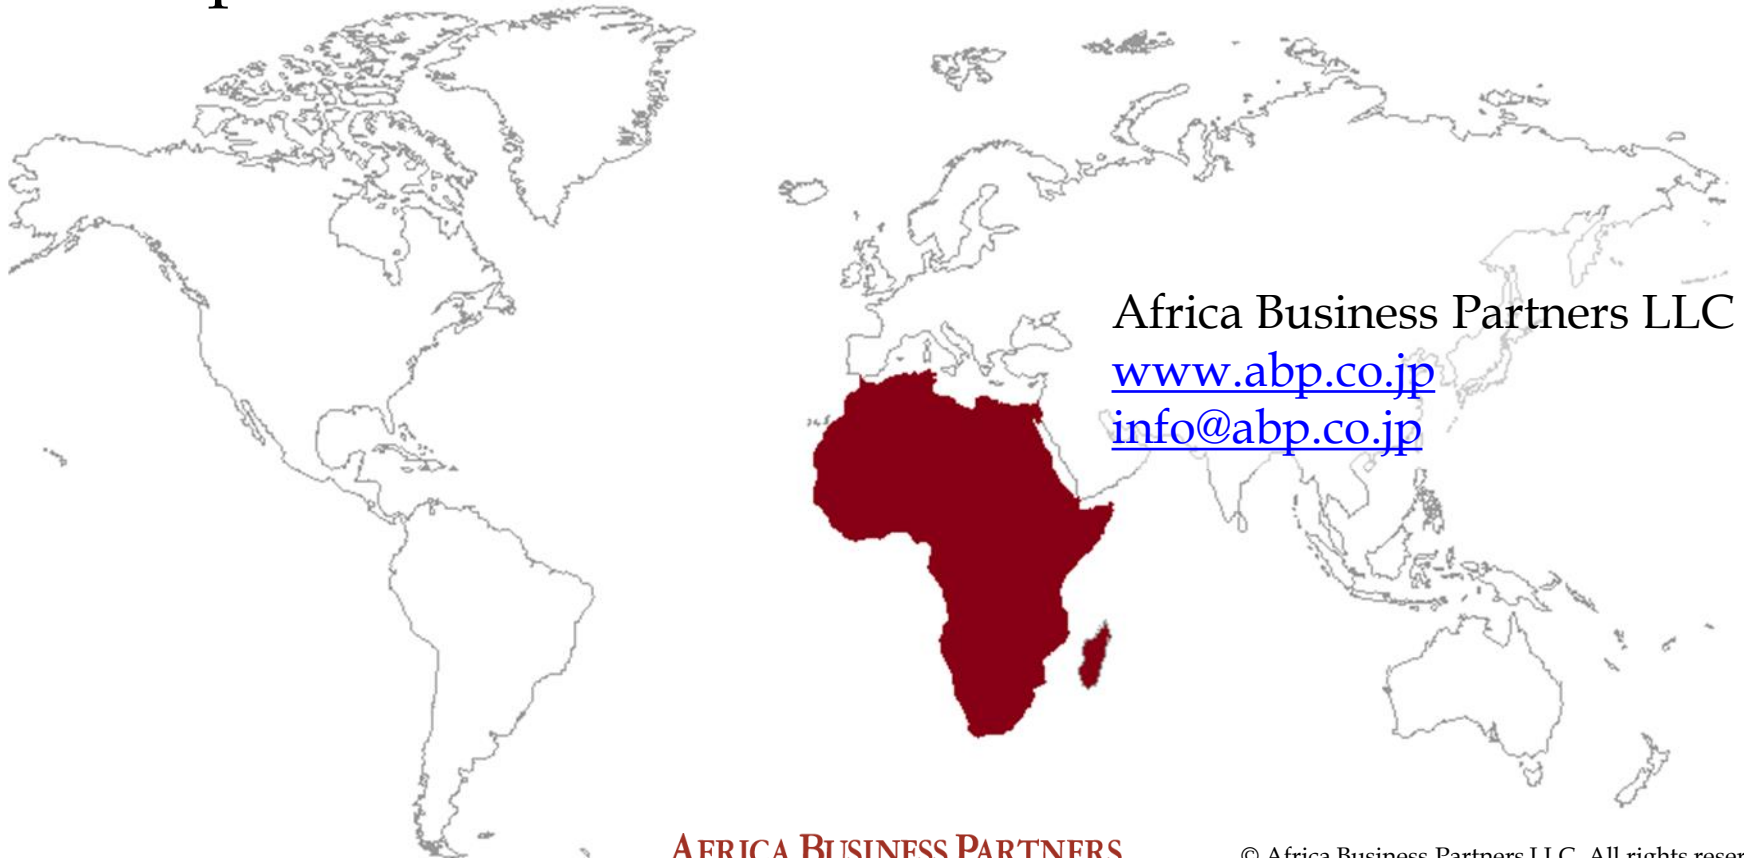 Africa Business Partners LLC
www.abp.co.jp
info@abp.co.jp
AFRICA BUSINESS PARTNERS
© Africa Business Partners LLC. All rights